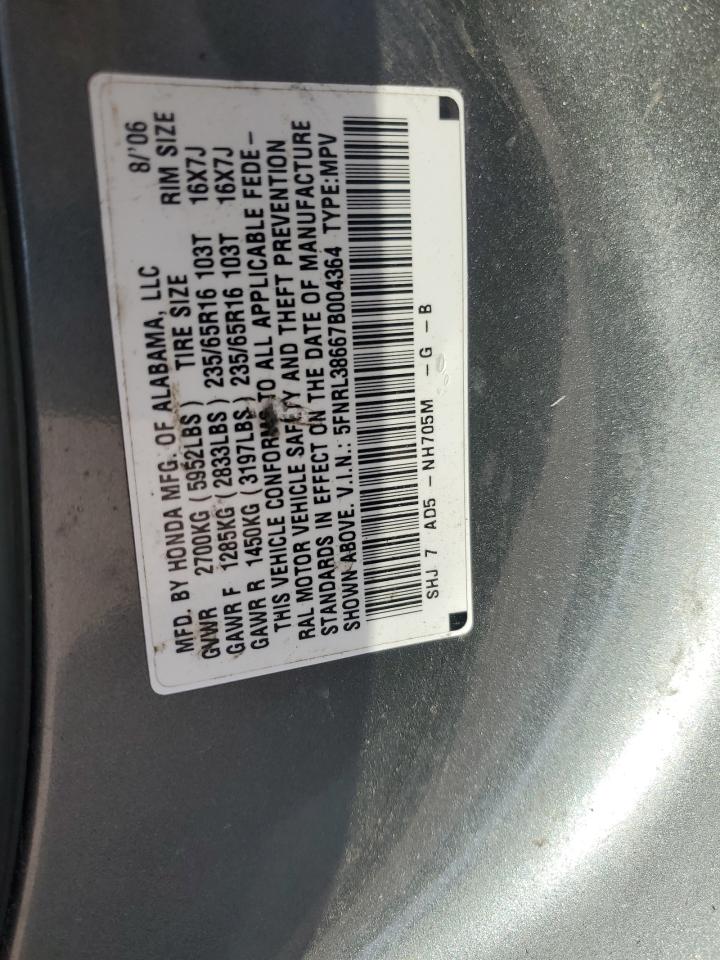 MFD. BY HONDA MFG. OF ALABAMA, LLC 8/'06
GVWR 2700KG (5952LBS) TIRE SIZE RIM SIZE
GAWR F 1285KG (2833LBS) 235/65R16 103T 16X7J
GAWR R 1450KG (3197LBS) 235/65R16 103T 16X7J
THIS VEHICLE CONFORMS TO ALL APPLICABLE FEDE-
RAL MOTOR VEHICLE SAFETY AND THEFT PREVENTION
STANDARDS IN EFFECT ON THE DATE OF MANUFACTURE
SHOWN ABOVE. V.I.N.: 5FNRL38667B004364 TYPE:MPV
SHJ 7 AD5 -NH705M -G -B